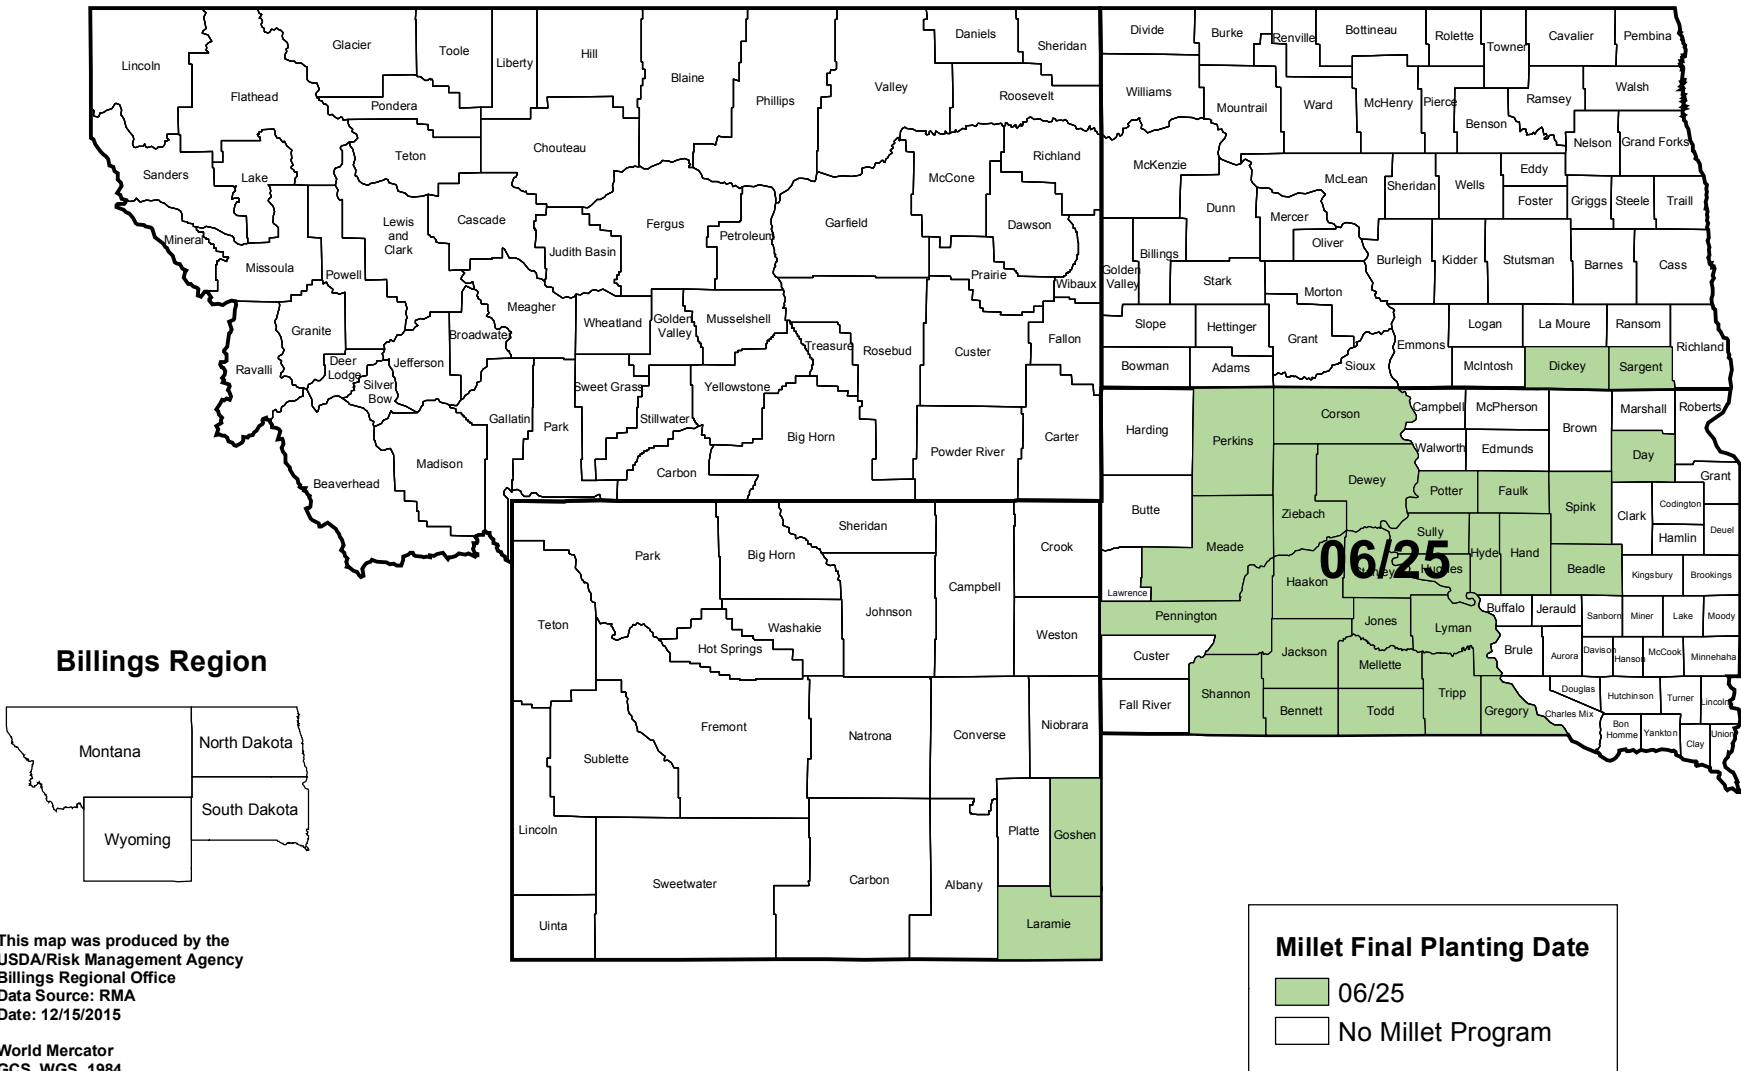 Lincoln
Flathead
Glacier
Toole
Liberty
Hill
Blaine
Phillips
Valley
Daniels
Sheridan
Roosevelt
Pondera
Teton
Chouteau
Richland
McCone
Sanders
Lake
Lewis
and
Clark
Cascade
Judith Basin
Fergus
Petroleum
Garfield
Dawson
Mineral
Missoula
Powell
Prairie
Wibaux
Meagher
Wheatland
Golden
Valley
Musselshell
Granite
Broadwater
Treasure
Rosebud
Custer
Fallon
Ravalli
Deer
Lodge
Jefferson
Silver
Bow
Sweet Grass
Yellowstone
Gallatin
Park
Stillwater
Big Horn
Carter
Madison
Carbon
Powder River
Beaverhead
Divide
Burke
Renville
Bottineau
Rolette
Towner
Cavalier
Pembina
Williams
Mountrail
Ward
McHenry
Pierce
Benson
Ramsey
Walsh
Nelson
Grand Forks
McKenzie
McLean
Sheridan
Wells
Eddy
Foster
Griggs
Steele
Traill
Dunn
Mercer
Oliver
Golden
Valley
Billings
Stark
Morton
Burleigh
Kidder
Stutsman
Barnes
Cass
Slope
Hettinger
Grant
Emmons
Logan
La Moure
Ransom
Richland
Bowman
Adams
Sioux
McIntosh
Dickey
Sargent
Harding
Perkins
Corson
Campbell
McPherson
Brown
Marshall
Roberts
Walworth
Edmunds
Day
Grant
Butte
Meade
Ziebach
Dewey
Potter
Faulk
Spink
Clark
Codington
Deuel
Hamlin
Sully
Hyde
Hand
Beadle
Kingsbury
Brookings
06/25
Stanley
Hughes
Haakon
Lawrence
Pennington
Jones
Lyman
Buffalo
Jerauld
Sanborn
Miner
Lake
Moody
Custer
Jackson
Mellette
Brule
Aurora
Davison
Hanson
McCook
Minnehaha
Fall River
Shannon
Bennett
Todd
Tripp
Gregory
Douglas
Charles Mix
Hutchinson
Turner
Lincoln
Bon
Homme
Yankton
Clay
Union
Park
Big Horn
Sheridan
Crook
Campbell
Johnson
Teton
Washakie
Hot Springs
Weston
Fremont
Natrona
Converse
Niobrara
Sublette
Lincoln
Platte
Goshen
Sweetwater
Carbon
Albany
Uinta
Laramie
Billings Region
Montana
North Dakota
South Dakota
Wyoming
This map was produced by the
USDA/Risk Management Agency
Billings Regional Office
Data Source: RMA
Date: 12/15/2015
World Mercator
GCS WGS 1984
Millet Final Planting Date
06/25
No Millet Program